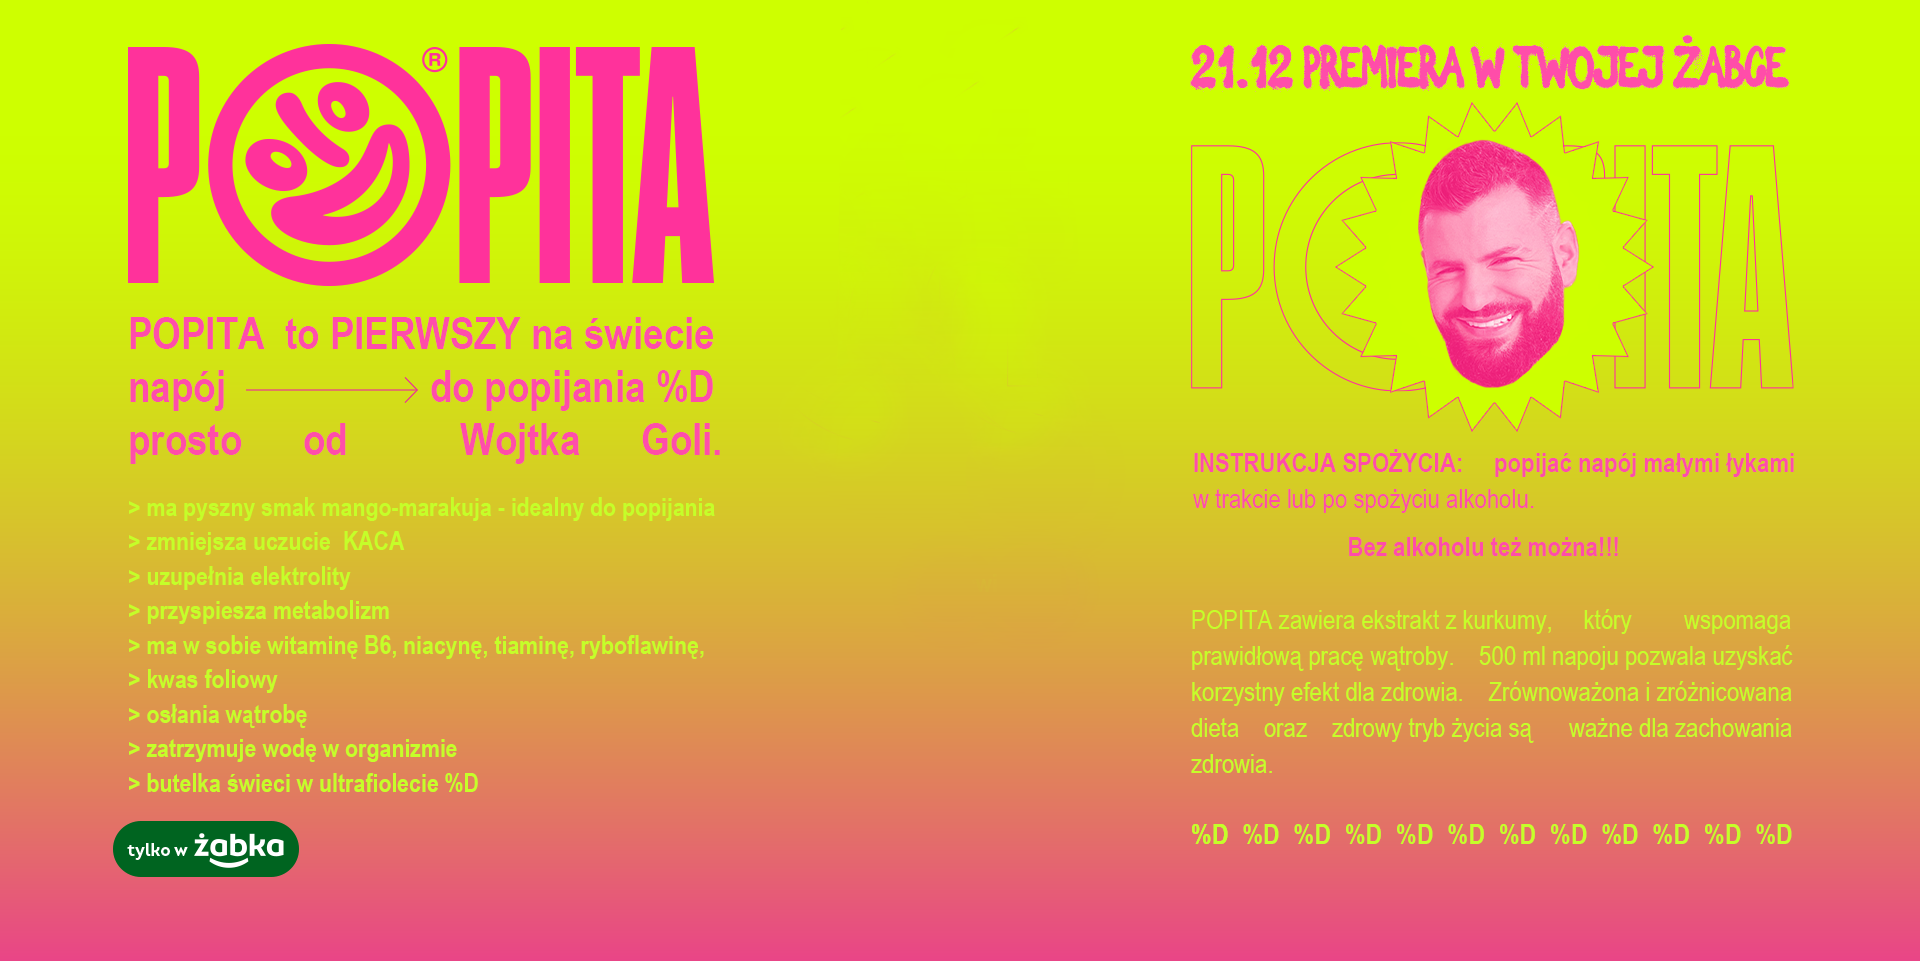 POPITA®
POPITA to PIERWSZY na świecie
napój do popijania %D
prosto od Wojtka Goli.
> ma pyszny smak mango-marakuja - idealny do popijania
> zmniejsza uczucie KACA
> uzupełnia elektrolity
> przyspiesza metabolizm
> ma w sobie witaminę B6, niacynę, tiaminę, ryboflawinę,
> kwas foliowy
> osłania wątrobę
> zatrzymuje wodę w organizmie
> butelka świeci w ultrafiolecie %D
tylko w żabka
21.12 PREMIERA W TWOJEJ ŻABCE
POPITA
INSTRUKCJA SPOŻYCIA: popijać napój małymi łykami
w trakcie lub po spożyciu alkoholu.
Bez alkoholu też można!!!
POPITA zawiera ekstrakt z kurkumy, który wspomaga
prawidłową pracę wątroby. 500 ml napoju pozwala uzyskać
korzystny efekt dla zdrowia. Zrównoważona i zróżnicowana
dieta oraz zdrowy tryb życia są ważne dla zachowania
zdrowia.
%D %D %D %D %D %D %D %D %D %D %D %D